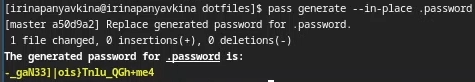 [irinapanyavkina@irinapanyavkina dotfiles]$ pass generate --in-place .password
[master a50d9a2] Replace generated password for .password.
 1 file changed, 0 insertions(+), 0 deletions(-)
The generated password for .password is:
-_gaN33]|ois}Tnlu_QGh+me4